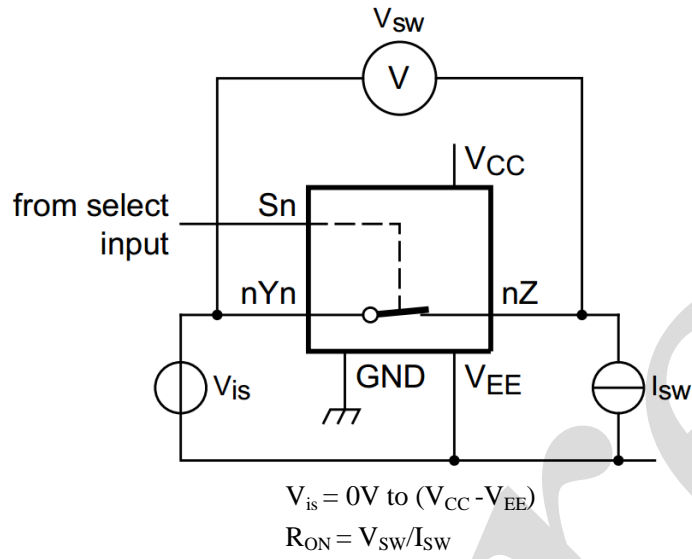 Vsw
V
VCC
from select
input
Sn
nYn
nZ
Vis
GND
VEE
Isw
Vis = 0V to (VCC -VEE)
RON = VSW/ISW